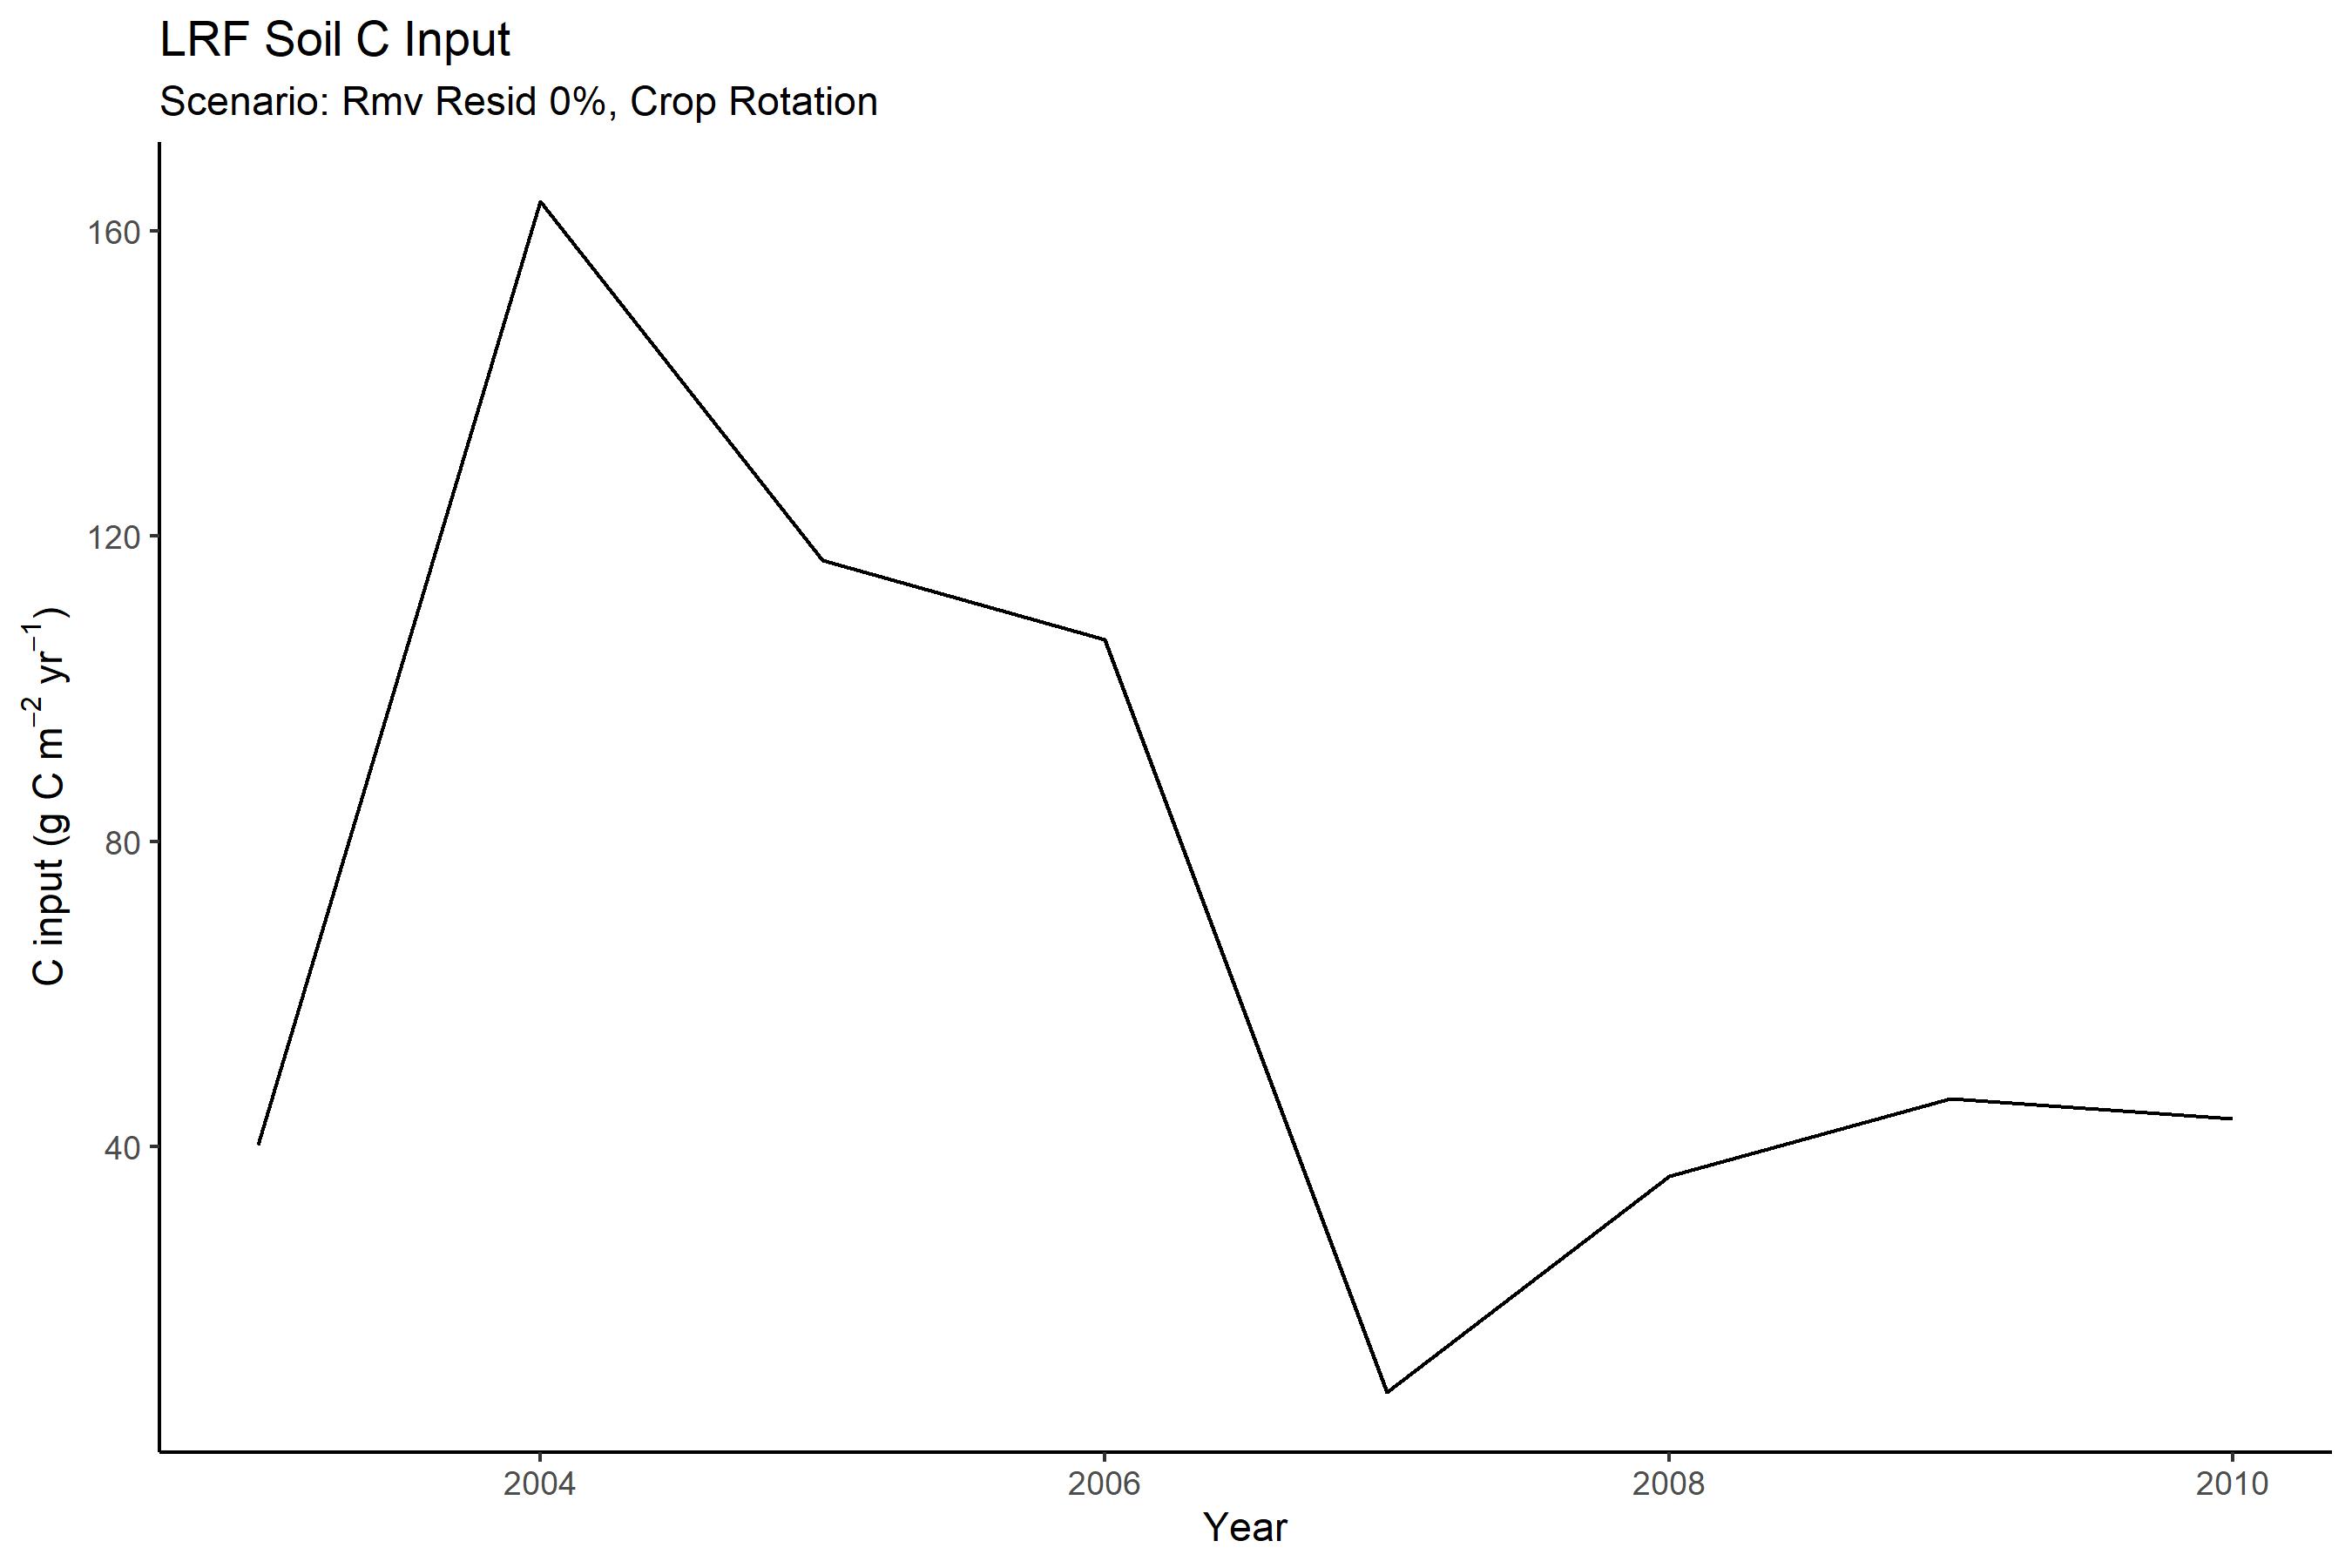 LRF Soil C Input
Scenario: Rmv Resid 0%, Crop Rotation
160
120
80
40
C input (g C m⁻² yr⁻¹)
2004 2006 2008 2010
Year